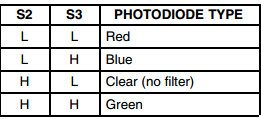 S2 S3 PHOTODIODE TYPE
L L Red
L H Blue
H L Clear (no filter)
H H Green